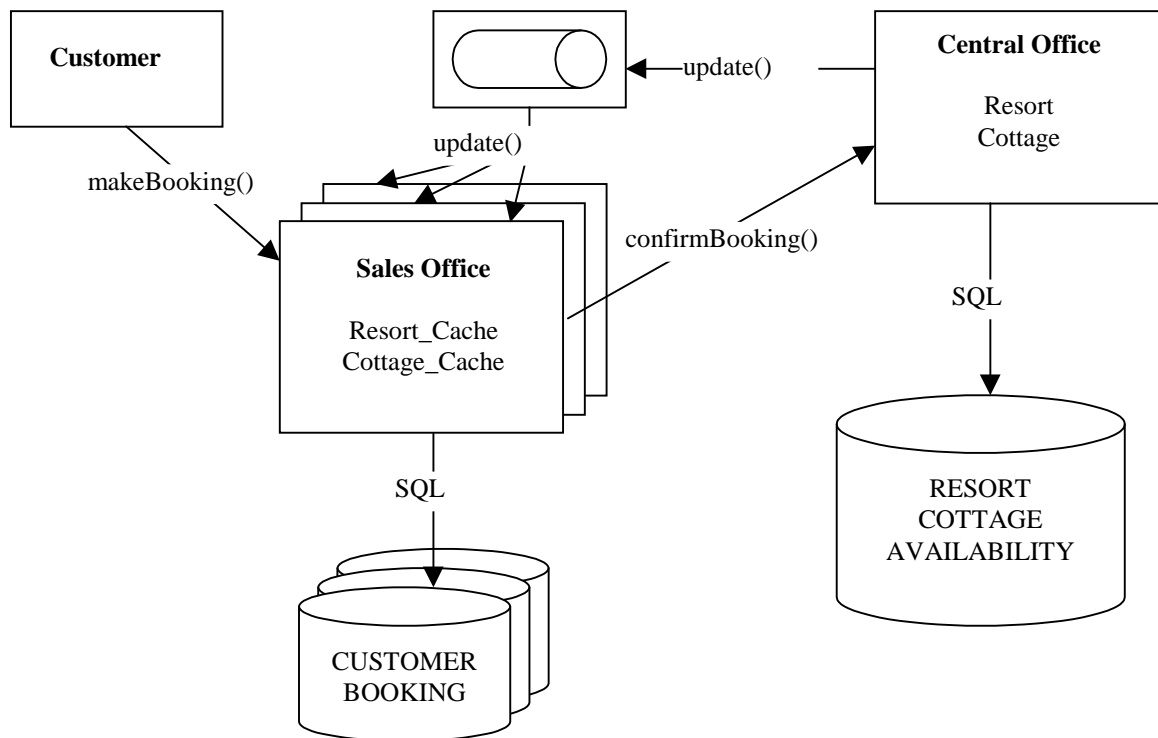 Customer
update()
Central Office
Resort
Cottage
update()
makeBooking()
confirmBooking()
Sales Office
Resort_Cache
Cottage_Cache
SQL
SQL
RESORT
COTTAGE
AVAILABILITY
CUSTOMER
BOOKING